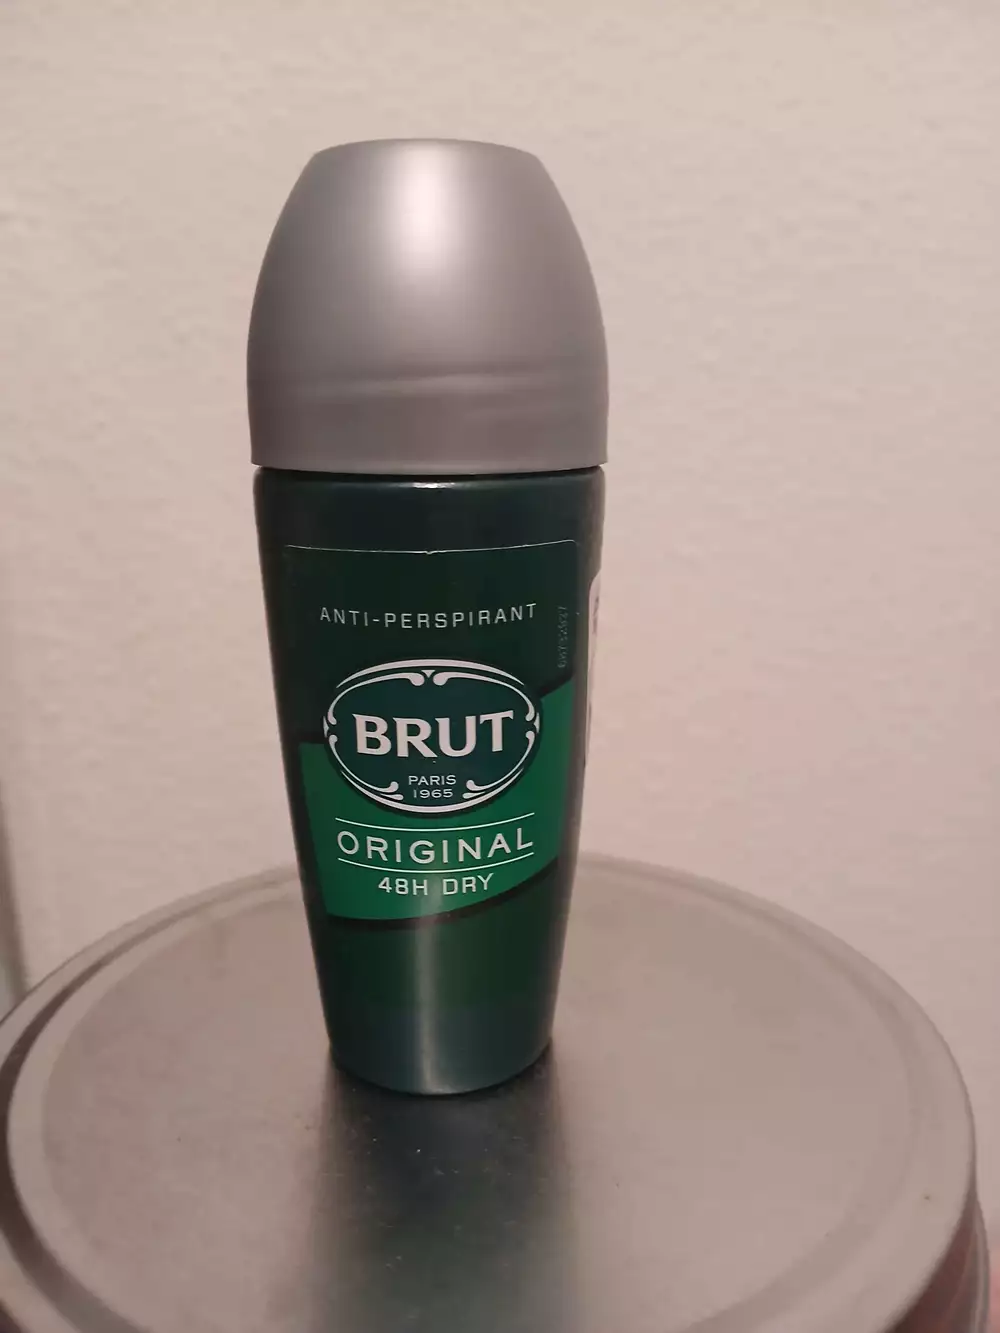 ANTI-PERSPIRANT
BRUT
PARIS
1965
ORIGINAL
48H DRY